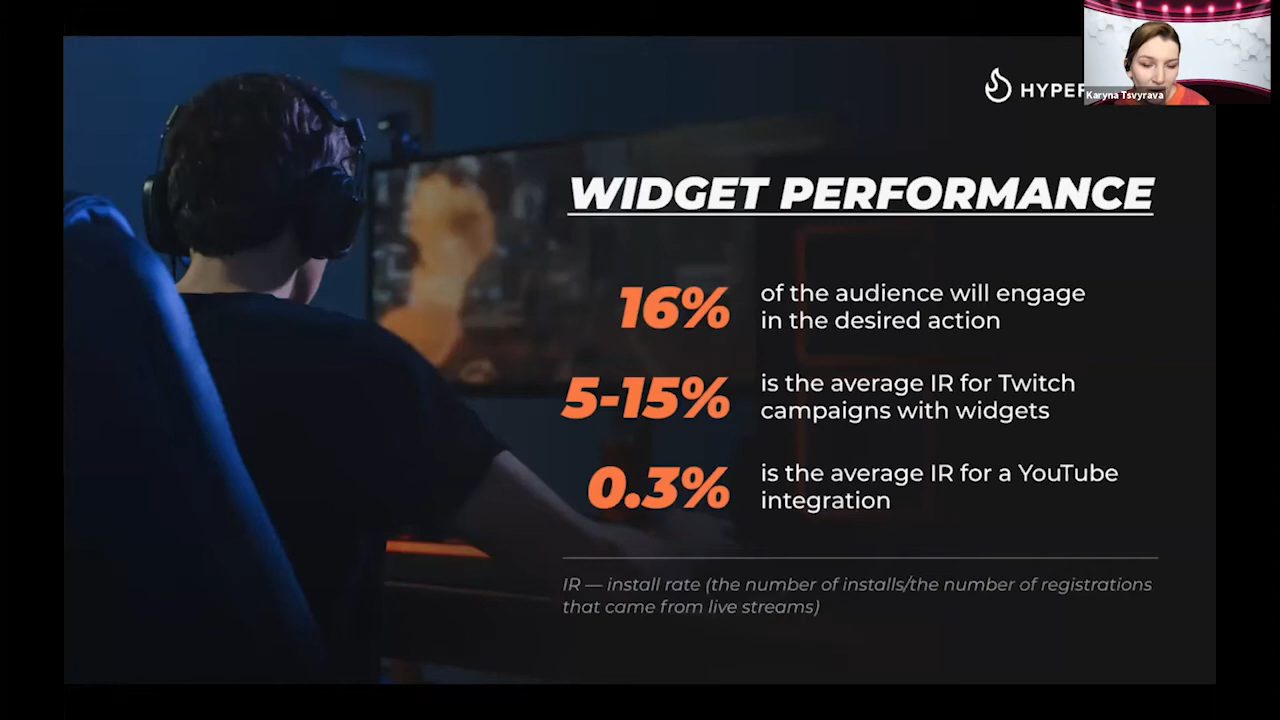 HYPE
Karyna Tsvyrava
WIDGET PERFORMANCE
16%
of the audience will engage
in the desired action
5-15%
is the average IR for Twitch
campaigns with widgets
0.3%
is the average IR for a YouTube
integration
IR — install rate (the number of installs/the number of registrations
that came from live streams)